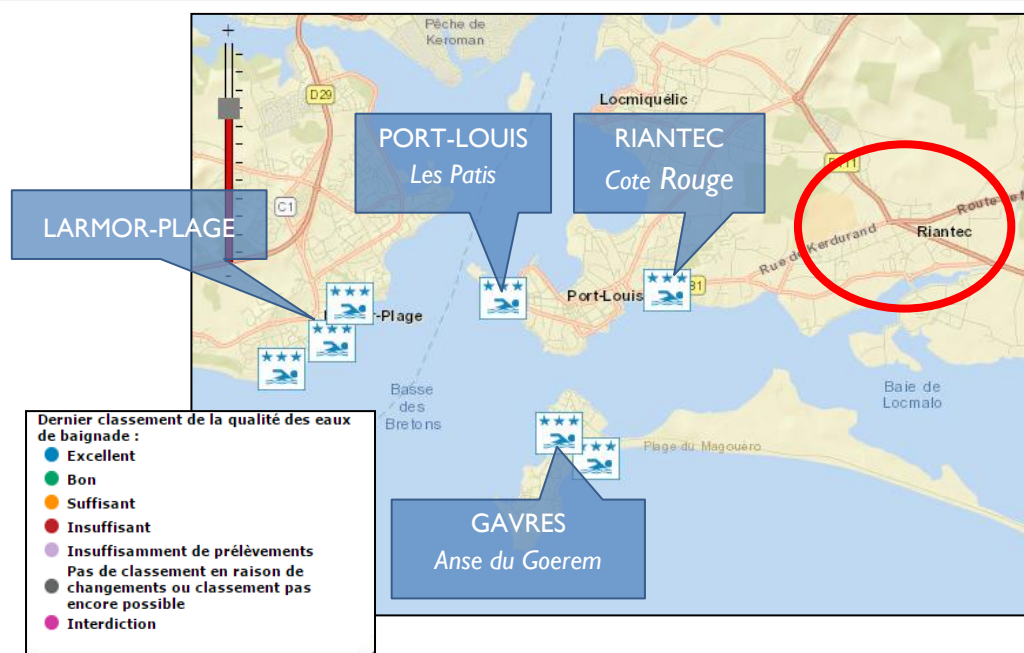 Pêche de
Keroman
D29
Locmiquélic
PORT-LOUIS
Les Patis
RIANTEC
Cote Rouge
C1
LARMOR-PLAGE
Route de
Riantec
Rue de Kerdurand
Port-Louis
-Plage
Basse
des
Bretons
Baie de
Locmalo
Plage du Magouëro
GAVRES
Anse du Goerem
Dernier classement de la qualité des eaux
de baignade :
Excellent
Bon
Suffisant
Insuffisant
Insuffisamment de prélèvements
Pas de classement en raison de
changements ou classement pas
encore possible
Interdiction